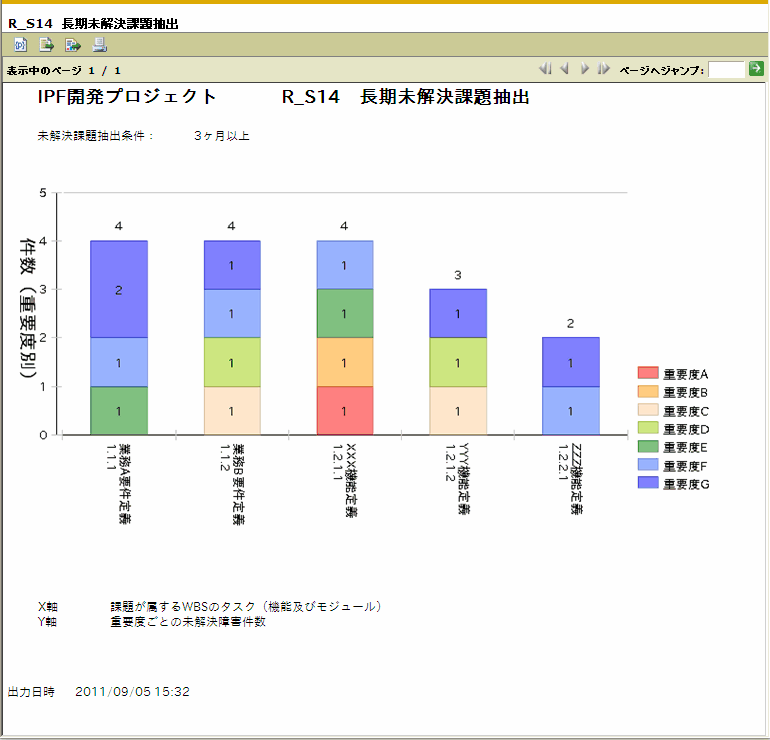 R_S14 長期未解決課題抽出
表示中のページ 1 / 1
ページへジャンプ:
IPF開発プロジェクト R_S14 長期未解決課題抽出
未解決課題抽出条件： 3ヶ月以上
件数（重要度別）
5
4
3
2
1
0
4
2
1
1
4
1
1
1
1
4
1
1
1
1
3
1
1
1
2
1
1
業務A要件定義
1.1.1
業務B要件定義
1.1.2
XXX機能定義
1.2.1.1
YYY機能定義
1.2.1.2
ZZZ機能定義
1.2.2.1
重要度A
重要度B
重要度C
重要度D
重要度E
重要度F
重要度G
X軸 課題が属するWBSのタスク（機能及びモジュール）
Y軸 重要度ごとの未解決障害件数
出力日時 2011/09/05 15:32